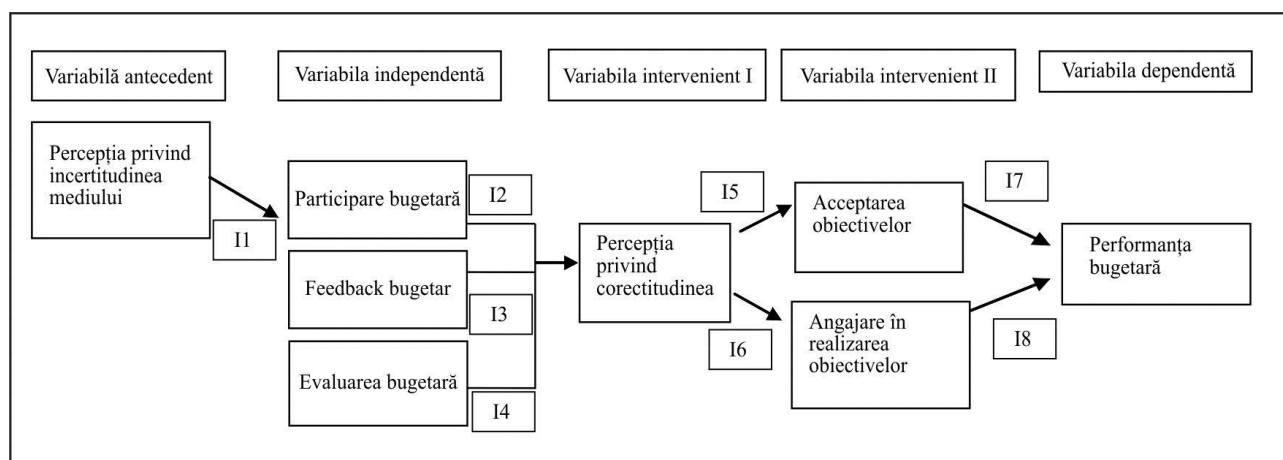 Variabilă antecedent
Variabila independentă
Variabila intervenient I
Variabila intervenient II
Variabila dependentă
Percepția privind
incertitudinea
mediului
I1
Participare bugetară
I2
Feedback bugetar
I3
Evaluarea bugetară
I4
Percepția
privind
corectitudinea
I5
I6
Acceptarea
obiectivelor
Angajare în
realizarea
obiectivelor
I7
I8
Performanța
bugetară